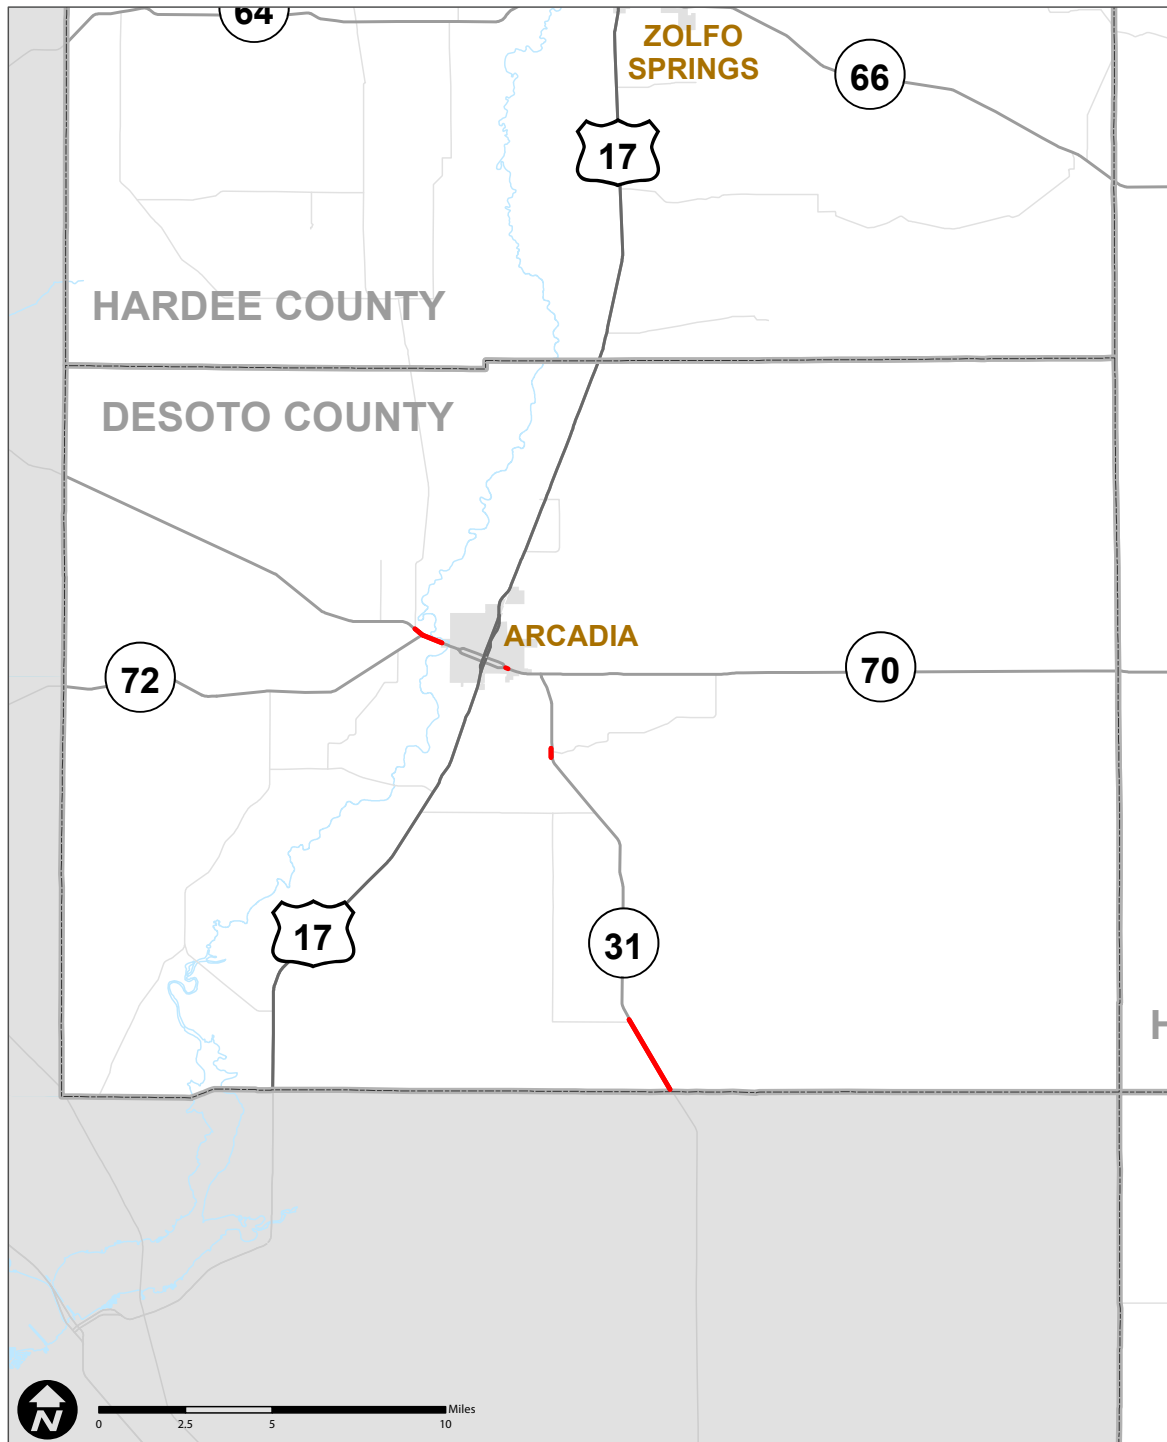 64
ZOLFO
SPRINGS
66
17
HARDEE COUNTY
DESOTO COUNTY
ARCADIA
72
70
17
31
H
N
Miles
0 2.5 5 10